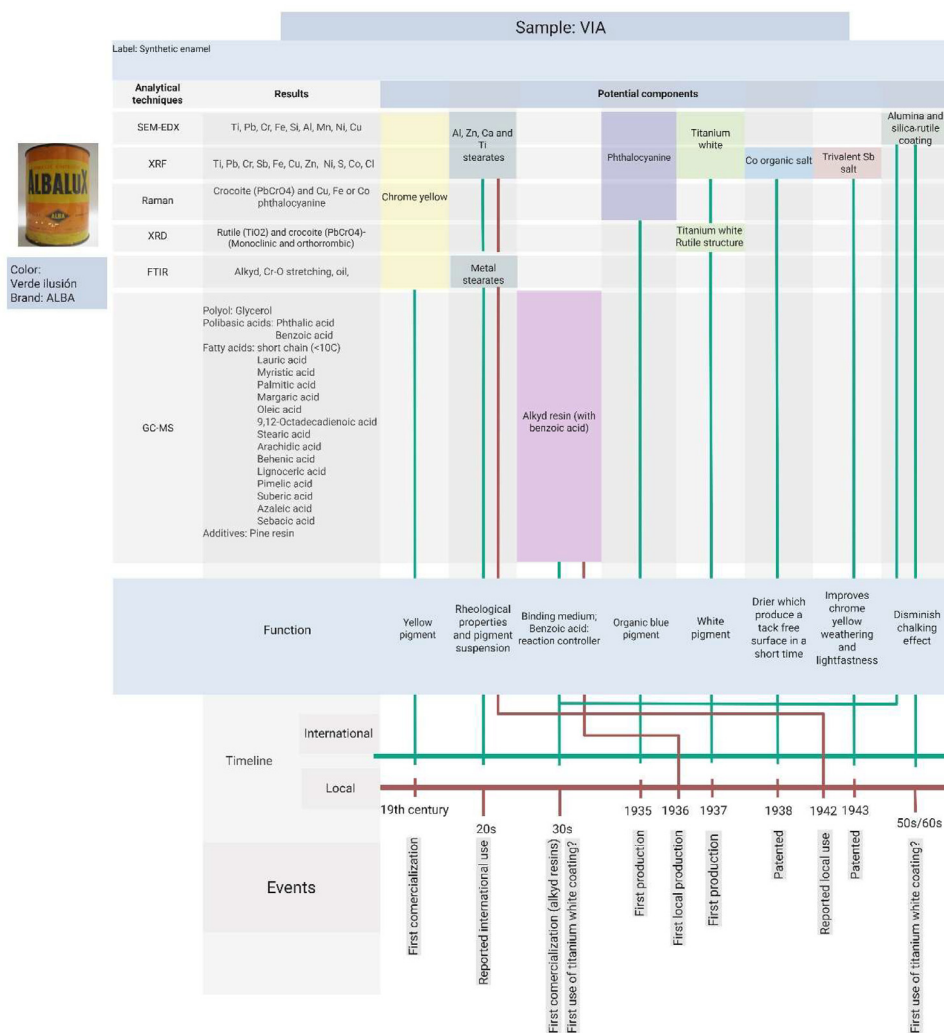 Sample: VIA
Label: Synthetic enamel
Analytical
techniques
Results
Potential components
SEM-EDX
Ti, Pb, Cr, Fe, Si, Al, Mn, Ni, Cu
XRF
Ti, Pb, Cr, Sb, Fe, Cu, Zn, Ni, S, Co, Cl
Raman
Crocoite (PbCrO4) and Cu, Fe or Co
phthalocyanine
XRD
Rutile (TiO2) and crocoite (PbCrO4)-
(Monoclinic and orthorrombic)
FTIR
Alkyd, Cr-O stretching, oil,
GC-MS
Polyol: Glycerol
Polibasic acids: Phthalic acid
Benzoic acid
Fatty acids: short chain (<10C)
Lauric acid
Myristic acid
Palmitic acid
Margaric acid
Oleic acid
9,12-Octadecadienoic acid
Stearic acid
Arachidic acid
Behenic acid
Lignoceric acid
Pimelic acid
Suberic acid
Azaleic acid
Sebacic acid
Additives: Pine resin
Chrome yellow
Al, Zn, Ca and
Ti
stearates
Metal
stearates
Alkyd resin (with
benzoic acid)
Phthalocyanine
Titanium
white
Titanium white
Rutile structure
Co organic salt
Trivalent Sb
salt
Alumina and
silica-rutile
coating
ALBALUX
ALBA
Color:
Verde ilusión
Brand: ALBA
Function
Yellow
pigment
Rheological
properties
and pigment
suspension
Binding medium;
Benzoic acid:
reaction controller
Organic blue
pigment
White
pigment
Drier which
produce a
tack free
surface in a
short time
Improves
chrome
yellow
weathering
and
lightfastness
Disminish
chalking
effect
Timeline
International
Local
19th century
20s
30s
1935
1936
1937
1938
1942
1943
50s/60s
Events
First comercialization
Reported international use
First comercialization (alkyd resins)
First use of titanium white coating?
First production
First local production
First production
Patented
Reported local use
Patented
First use of titanium white coating?